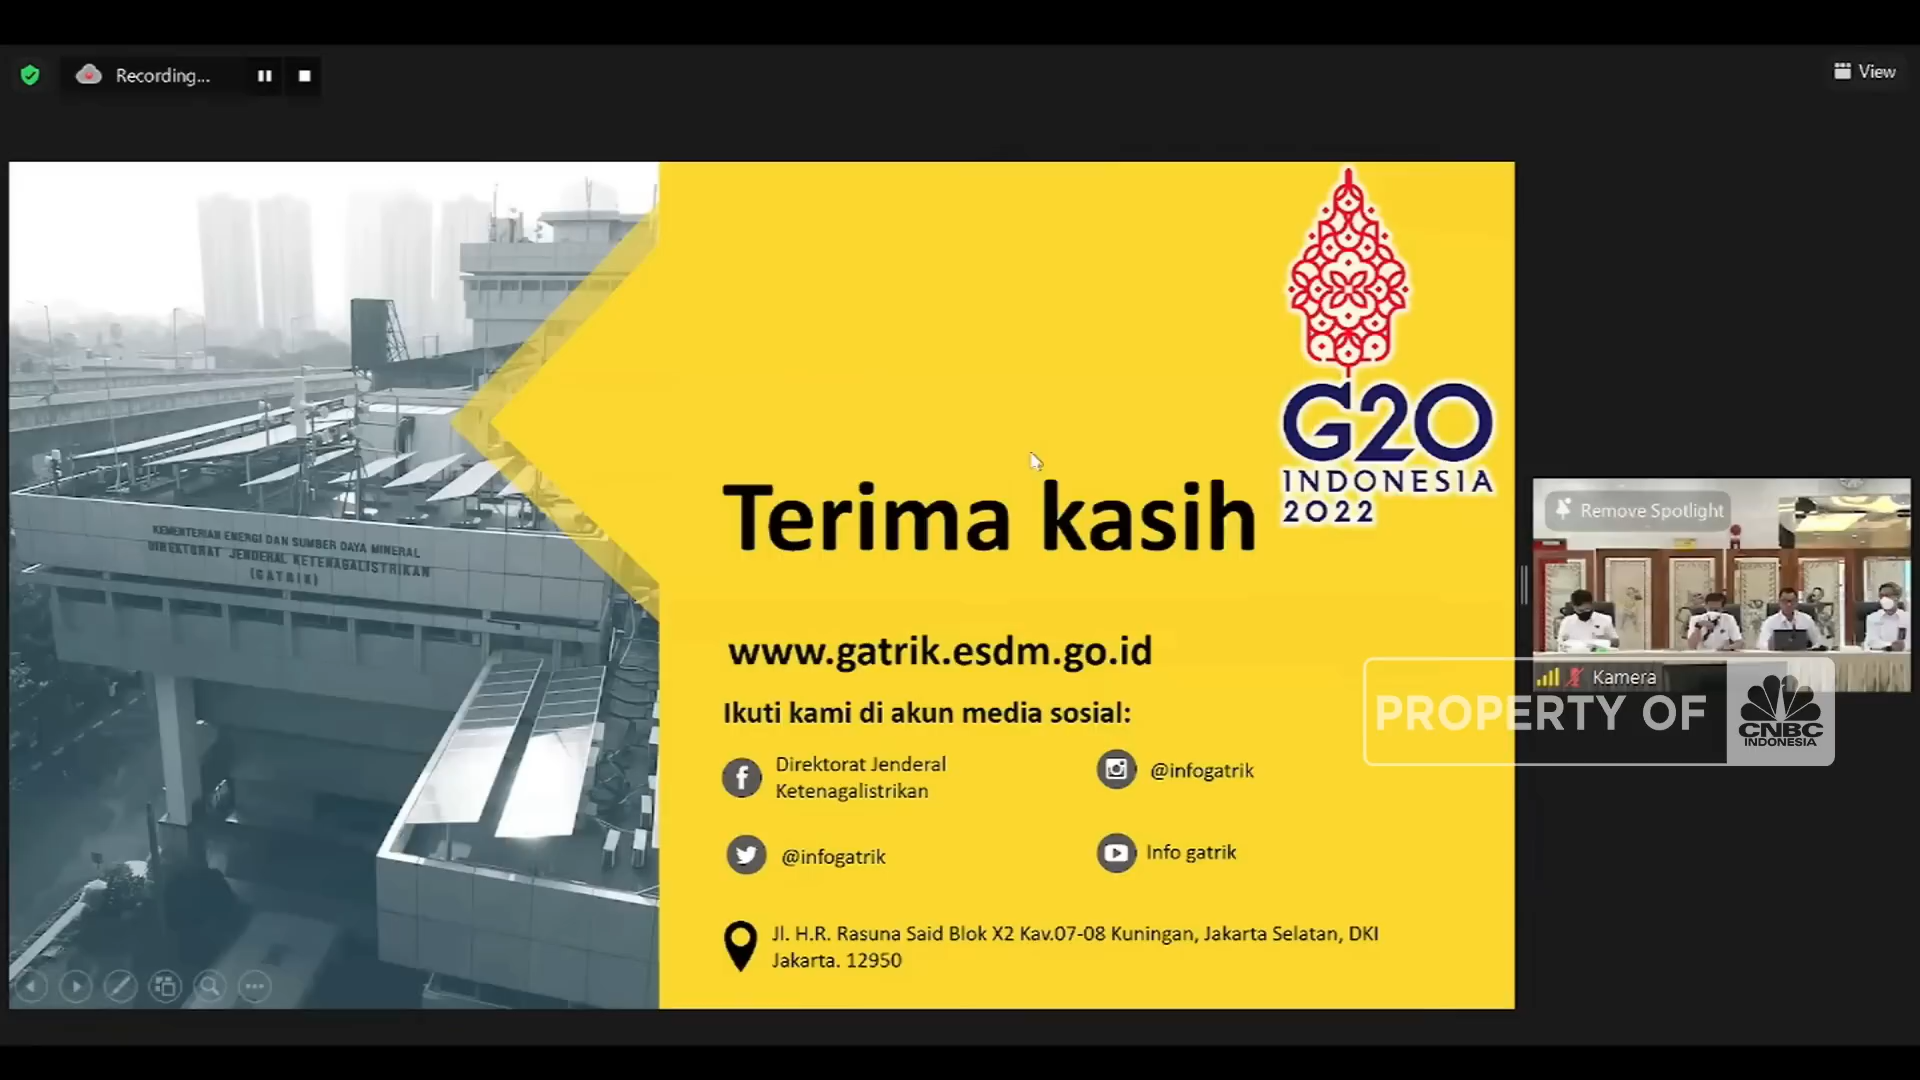 Recording...
View
KEMENTERIAN ENERGI DAN SUMBER DAYA MINERAL
DIREKTORAT JENDERAL KETENAGALISTRIKAN
(GATRIK)
G20
INDONESIA
2022
Terima kasih
www.gatrik.esdm.go.id
Ikuti kami di akun media sosial:
Direktorat Jenderal
Ketenagalistrikan
@infogatrik
@infogatrik
Info gatrik
Jl. H.R. Rasuna Said Blok X2 Kav.07-08 Kuningan, Jakarta Selatan, DKI
Jakarta. 12950
Remove Spotlight
Kamera
PROPERTY OF
CNBC
INDONESIA